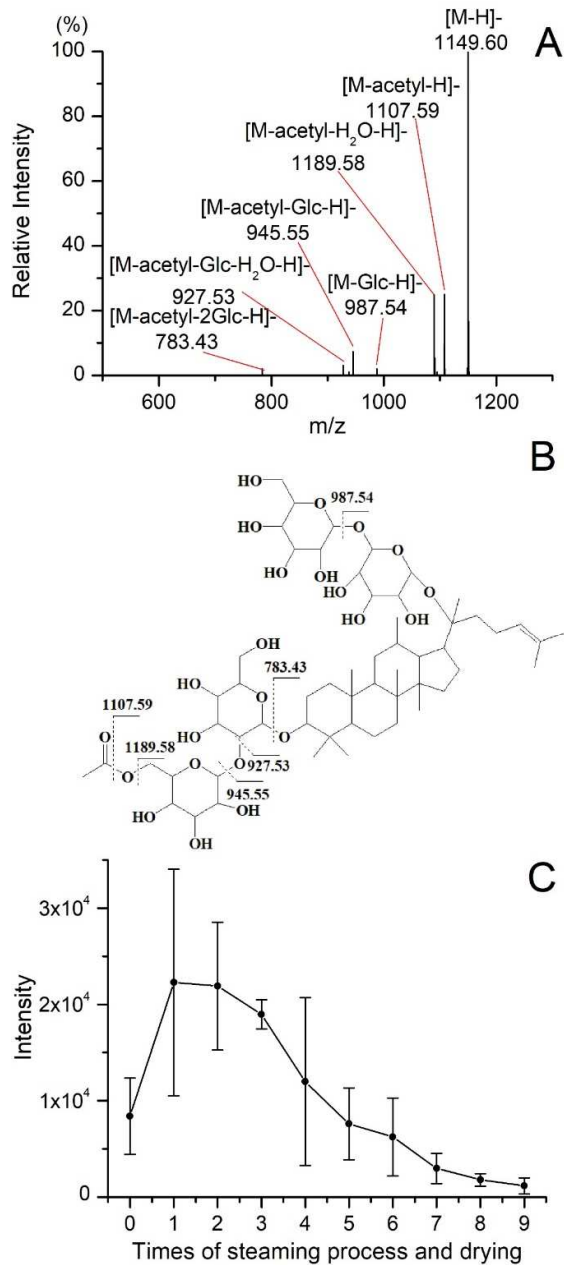 (%)
A
[M-H]-
1149.60
100
[M-acetyl-H]-
1107.59
80
[M-acetyl-H2O-H]-
1189.58
60
[M-acetyl-Glc-H]-
945.55
40
[M-acetyl-Glc-H2O-H]-
927.53
[M-Glc-H]-
987.54
20
[M-acetyl-2Glc-H]-
783.43
0
Relative Intensity
600 800 1000 1200
m/z
B
HO
987.54
O
HO
O
O
HO
OH OH
HO
O
O
OH OH
OH
HO
783.43
O
HO
HO
O
1107.59
1189.58
O
O
927.53
O
O
945.55
HO
OH
OH
C
3x10^4
2x10^4
1x10^4
0
Intensity
0 1 2 3 4 5 6 7 8 9
Times of steaming process and drying